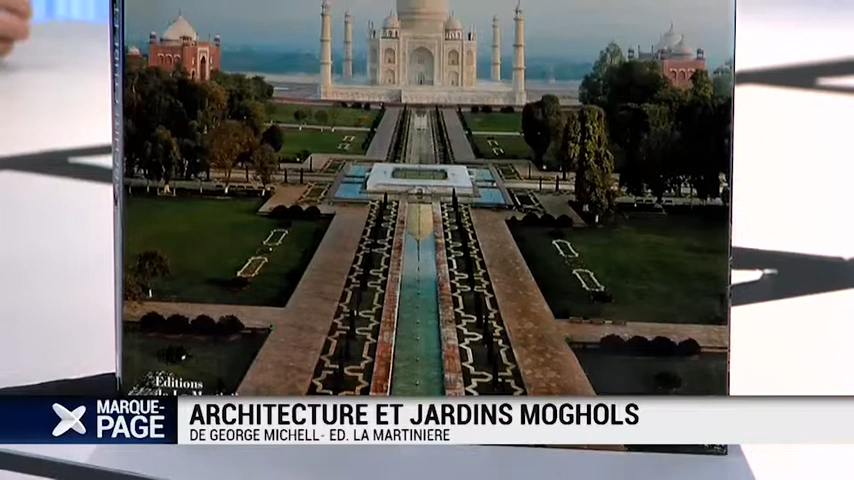 Editions
MARQUE-
PAGE
ARCHITECTURE ET JARDINS MOGHOLS
DE GEORGE MICHELL- ED. LA MARTINIERE